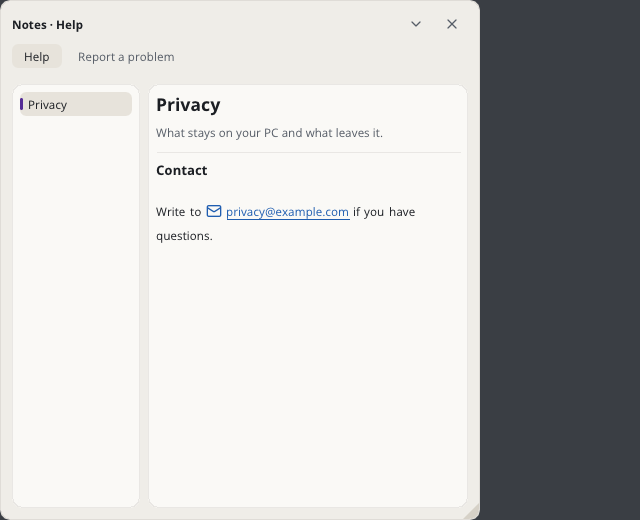 Notes · Help
Help
Report a problem
Privacy
Privacy
What stays on your PC and what leaves it.
Contact
Write to privacy@example.com if you have
questions.